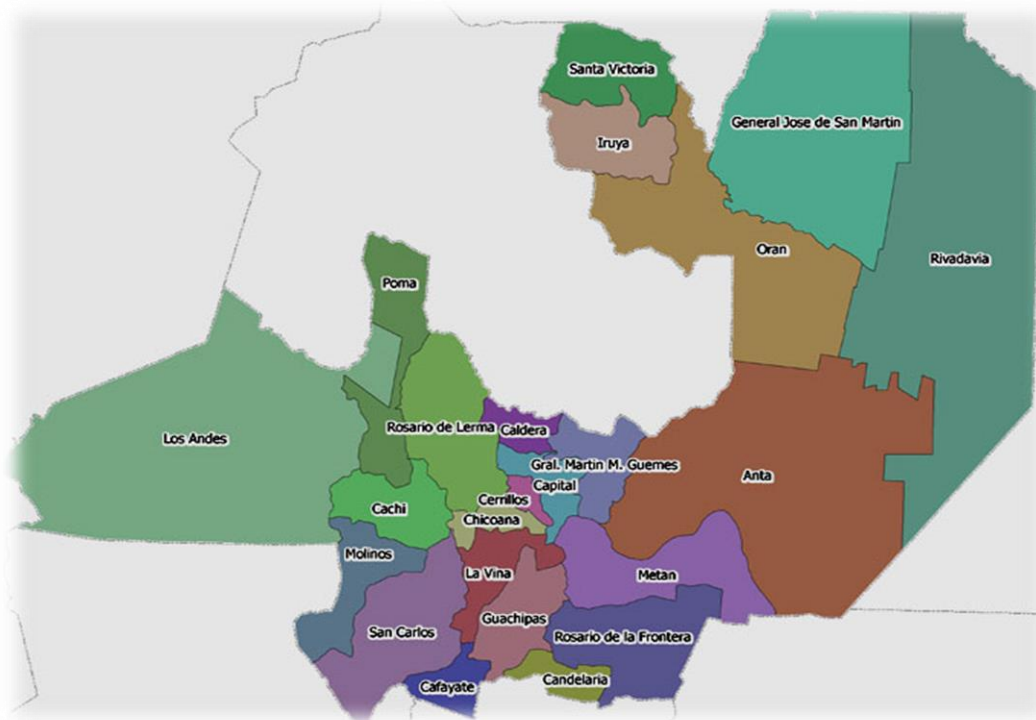 Santa Victoria
General Jose de San Martin
Iruya
Oran
Rivadavia
Poma
Rosario de Lerma
Caldera
Los Andes
Gral. Martin M. Guemes
Anta
Capital
Cerrillos
Cachi
Chicoana
Molinos
La Vina
Metan
Guachipas
San Carlos
Rosario de la Frontera
Candelaria
Cafayate